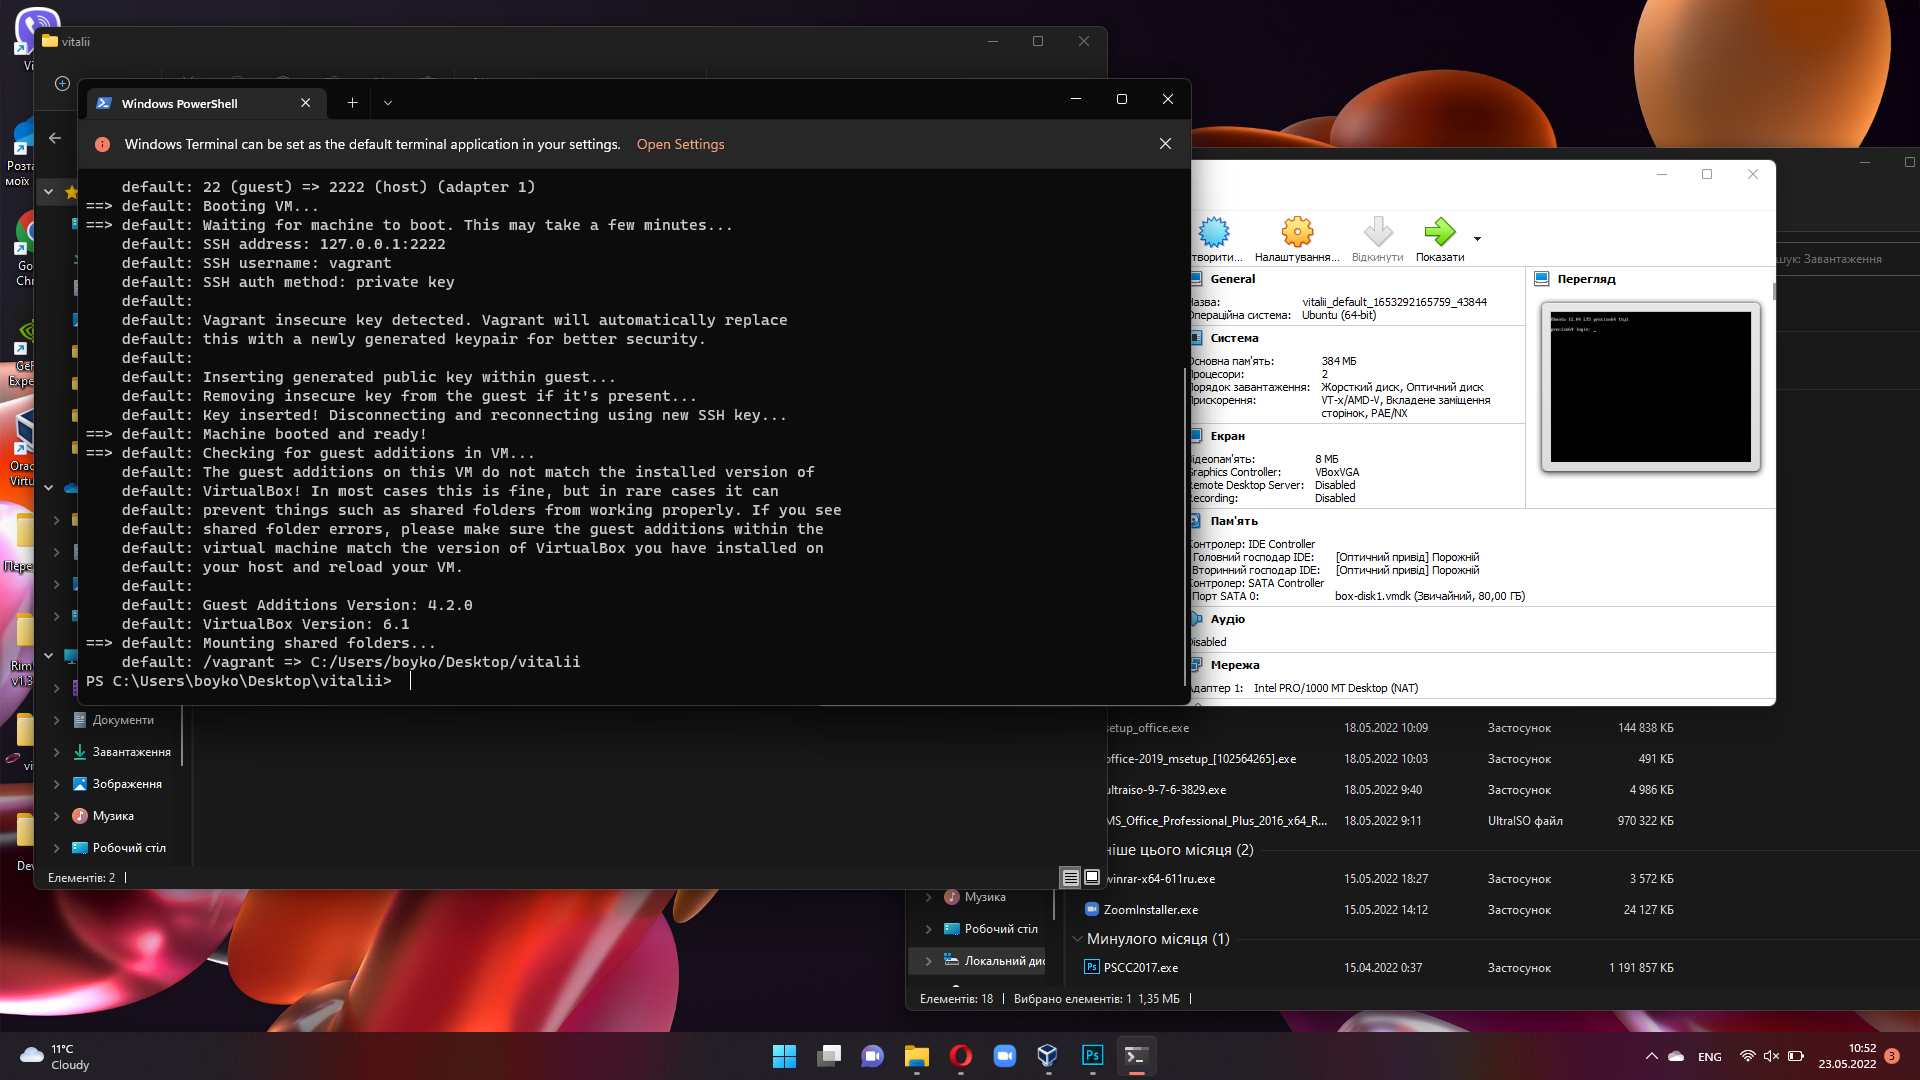 vitalii
Windows PowerShell
Windows Terminal can be set as the default terminal application in your settings. Open Settings
default: 22 (guest) => 2222 (host) (adapter 1)
==> default: Booting VM...
==> default: Waiting for machine to boot. This may take a few minutes...
default: SSH address: 127.0.0.1:2222
default: SSH username: vagrant
default: SSH auth method: private key
default:
default: Vagrant insecure key detected. Vagrant will automatically replace
default: this with a newly generated keypair for better security.
default:
default: Inserting generated public key within guest...
default: Removing insecure key from the guest if it's present...
default: Key inserted! Disconnecting and reconnecting using new SSH key...
==> default: Machine booted and ready!
==> default: Checking for guest additions in VM...
default: The guest additions on this VM do not match the installed version of
default: VirtualBox! In most cases this is fine, but in rare cases it can
default: prevent things such as shared folders from working properly. If you see
default: shared folder errors, please make sure the guest additions within the
default: virtual machine match the version of VirtualBox you have installed on
default: your host and reload your VM.
default:
default: Guest Additions Version: 4.2.0
default: VirtualBox Version: 6.1
==> default: Mounting shared folders...
default: /vagrant => C:/Users/boyko/Desktop/vitalii
PS C:\Users\boyko\Desktop\vitalii>
Документи
Завантаження
Зображення
Музика
Робочий стіл
Елементів: 2
творити...
Налаштування...
Відкинути
Показати
General
Назва: vitalii_default_1653292165759_43844
Операційна система: Ubuntu (64-bit)
Система
Основна пам'ять: 384 МБ
Процесори: 2
Порядок завантаження: Жорсткий диск, Оптичний диск
Прискорення: VT-x/AMD-V, Вкладене заміщення
сторінок, PAE/NX
Екран
Відеопам'ять: 8 МБ
Graphics Controller: VBoxVGA
Remote Desktop Server: Disabled
Recording: Disabled
Пам'ять
Контролер: IDE Controller
Головний господар IDE: [Оптичний привід] Порожній
Вторинний господар IDE: [Оптичний привід] Порожній
Контролер: SATA Controller
Порт SATA 0: box-disk1.vmdk (Звичайний, 80,00 ГБ)
Аудіо
Disabled
Мережа
Адаптер 1: Intel PRO/1000 MT Desktop (NAT)
Перегляд
Ubuntu 12.04 LTS precise64 tty1
precise64 login: _
шук: Завантаження
setup_office.exe 18.05.2022 10:09 Застосунок 144 838 КБ
office-2019_msetup_[102564265].exe 18.05.2022 10:03 Застосунок 491 КБ
ultraiso-9-7-6-3829.exe 18.05.2022 9:40 Застосунок 4 986 КБ
MS_Office_Professional_Plus_2016_x64_R... 18.05.2022 9:11 UltraISO файл 970 322 КБ
ніше цього місяця (2)
winrar-x64-611ru.exe 15.05.2022 18:27 Застосунок 3 572 КБ
ZoomInstaller.exe 15.05.2022 14:12 Застосунок 24 127 КБ
Минулого місяця (1)
PSCC2017.exe 15.04.2022 0:37 Застосунок 1 191 857 КБ
Музика
Робочий стіл
Локальний дис
Елементів: 18 Вибрано елементів: 1 1,35 МБ
11°C
Cloudy
Ps
ENG
10:52
23.05.2022
3